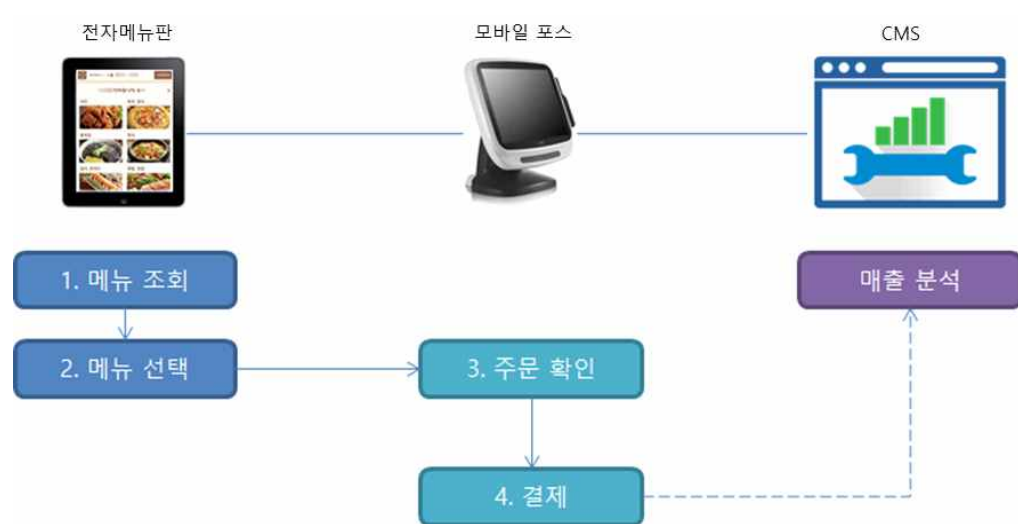 전자메뉴판
모바일 포스
CMS
1. 메뉴 조회
매출 분석
2. 메뉴 선택
3. 주문 확인
4. 결제